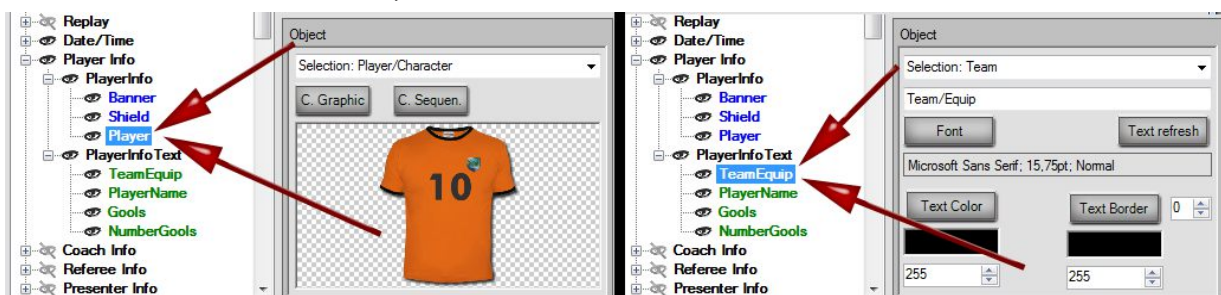 Replay
Date/Time
Player Info
PlayerInfo
Banner
Shield
Player
PlayerInfoText
TeamEquip
PlayerName
Gools
NumberGools
Coach Info
Referee Info
Presenter Info
Object
Selection: Player/Character
C. Graphic C. Sequen.
10
Replay
Date/Time
Player Info
PlayerInfo
Banner
Shield
Player
PlayerInfoText
TeamEquip
PlayerName
Gools
NumberGools
Coach Info
Referee Info
Presenter Info
Object
Selection: Team
Team/Equip
Font Text refresh
Microsoft Sans Serif; 15,75pt; Normal
Text Color Text Border 0
255 255